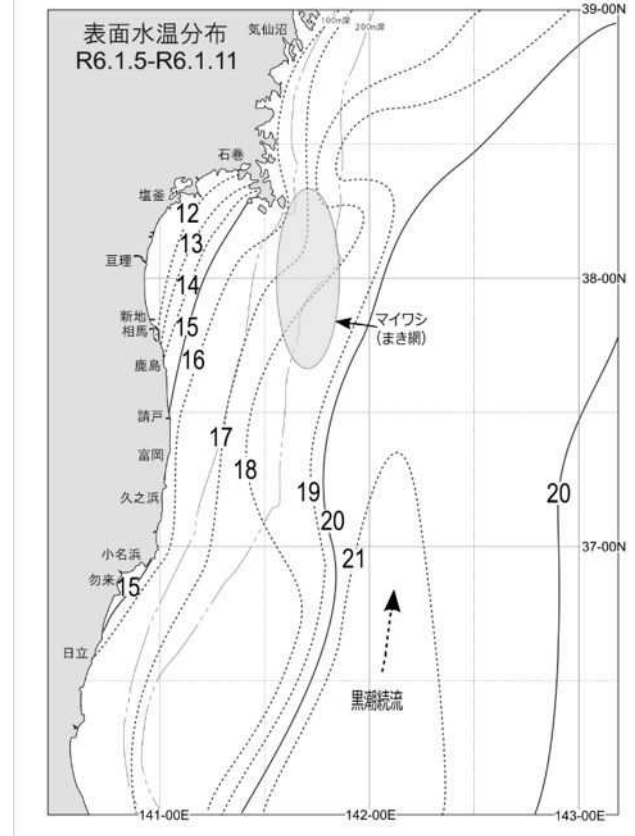 39-00N
表面水温分布
R6.1.5-R6.1.11
気仙沼
100m深
200m深
石巻
塩釜
12
13
亘理
14
38-00N
新地
相馬
15
マイワシ
(まき網)
鹿島
16
請戸
17
富岡
18
久之浜
19
20
20
21
小名浜
37-00N
勿来
15
日立
黒潮続流
141-00E
142-00E
143-00E